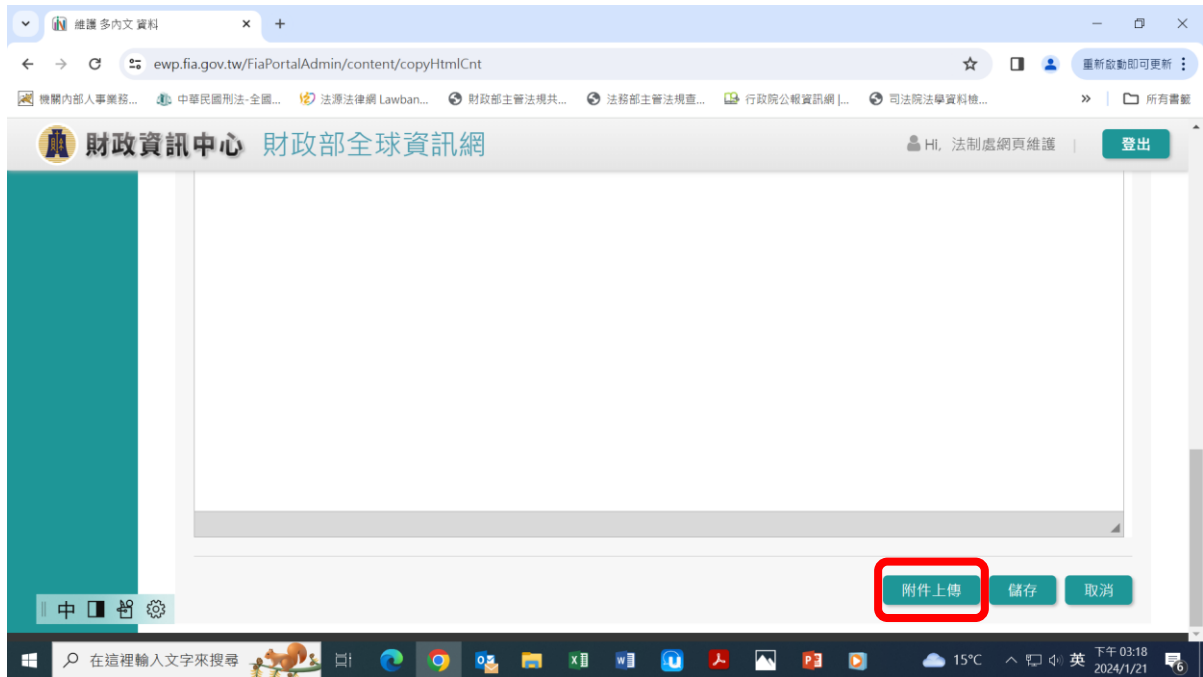 維護 多內文 資料
ewp.fia.gov.tw/FiaPortalAdmin/content/copyHtmlCnt
重新啟動即可更新
機關內部人事業務... 中華民國刑法-全國... 法源法律網 Lawban... 財政部主管法規共... 法務部主管法規查... 行政院公報資訊網 |... 司法院法學資料檢... » 所有書籤
財政資訊中心 財政部全球資訊網 HI, 法制處網頁維護 | 登出
附件上傳 儲存 取消
中
在這裡輸入文字來搜尋 15°C 英 下午 03:18
2024/1/21
6